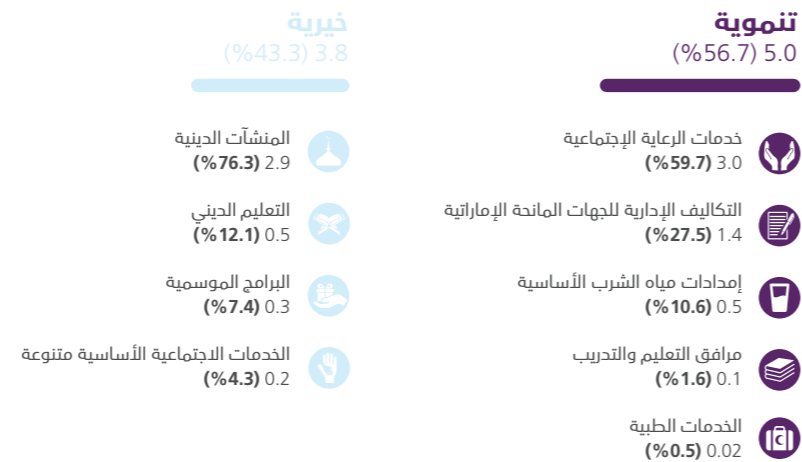 تنموية
5.0 (%56.7)
خدمات الرعاية الإجتماعية
3.0 (%59.7)
التكاليف الإدارية للجهات المانحة الإماراتية
1.4 (%27.5)
إمدادات مياه الشرب الأساسية
0.5 (%10.6)
مرافق التعليم والتدريب
0.1 (%1.6)
الخدمات الطبية
0.02 (%0.5)
خيرية
3.8 (%43.3)
المنشآت الدينية
2.9 (%76.3)
التعليم الديني
0.5 (%12.1)
البرامج الموسمية
0.3 (%7.4)
الخدمات الاجتماعية الأساسية متنوعة
0.2 (%4.3)